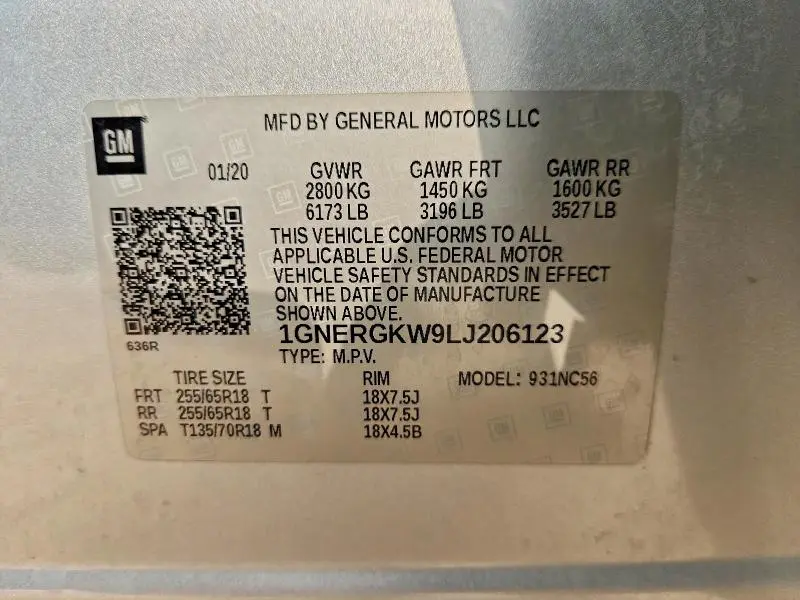 GM
MFD BY GENERAL MOTORS LLC
01/20 GVWR GAWR FRT GAWR RR
2800 KG 1450 KG 1600 KG
6173 LB 3196 LB 3527 LB
THIS VEHICLE CONFORMS TO ALL
APPLICABLE U.S. FEDERAL MOTOR
VEHICLE SAFETY STANDARDS IN EFFECT
ON THE DATE OF MANUFACTURE
SHOWN ABOVE.
1GNERGKW9LJ206123
636R
TYPE: M.P.V.
TIRE SIZE RIM MODEL: 931NC56
FRT 255/65R18 T 18X7.5J
RR 255/65R18 T 18X7.5J
SPA T135/70R18 M 18X4.5B